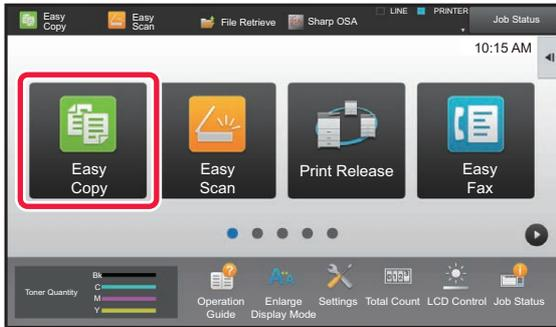 Easy Copy
Easy Scan
File Retrieve
Sharp OSA
LINE
PRINTER
Job Status
10:15 AM
Easy Copy
Easy Scan
Print Release
Easy Fax
Toner Quantity
Bk
C
M
Y
Operation Guide
Enlarge Display Mode
Settings
Total Count
LCD Control
Job Status